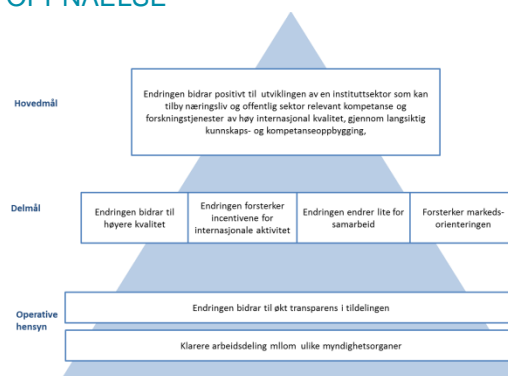 OPPNÅELSE
Endringen bidrar positivt til utviklingen av en instituttsektor som kan
Hovedmål
tilby næringsliv og offentlig sektor relevant kompetanse og
forskningstjenester av høy internasjonal kvalitet, gjennom langsiktig
kunnskaps- og kompetanseoppbygging,
Delmål
Endringen bidrar til
høyere kvalitet
Endringen forsterker
incentivene for
internasjonale aktivitet
Endringen endrer lite for
samarbeid
Forsterker markeds-
orienteringen
Operative
hensyn
Endringen bidrar til økt transparens i tildelingen
Klarere arbeidsdeling mllom ulike myndighetsorganer